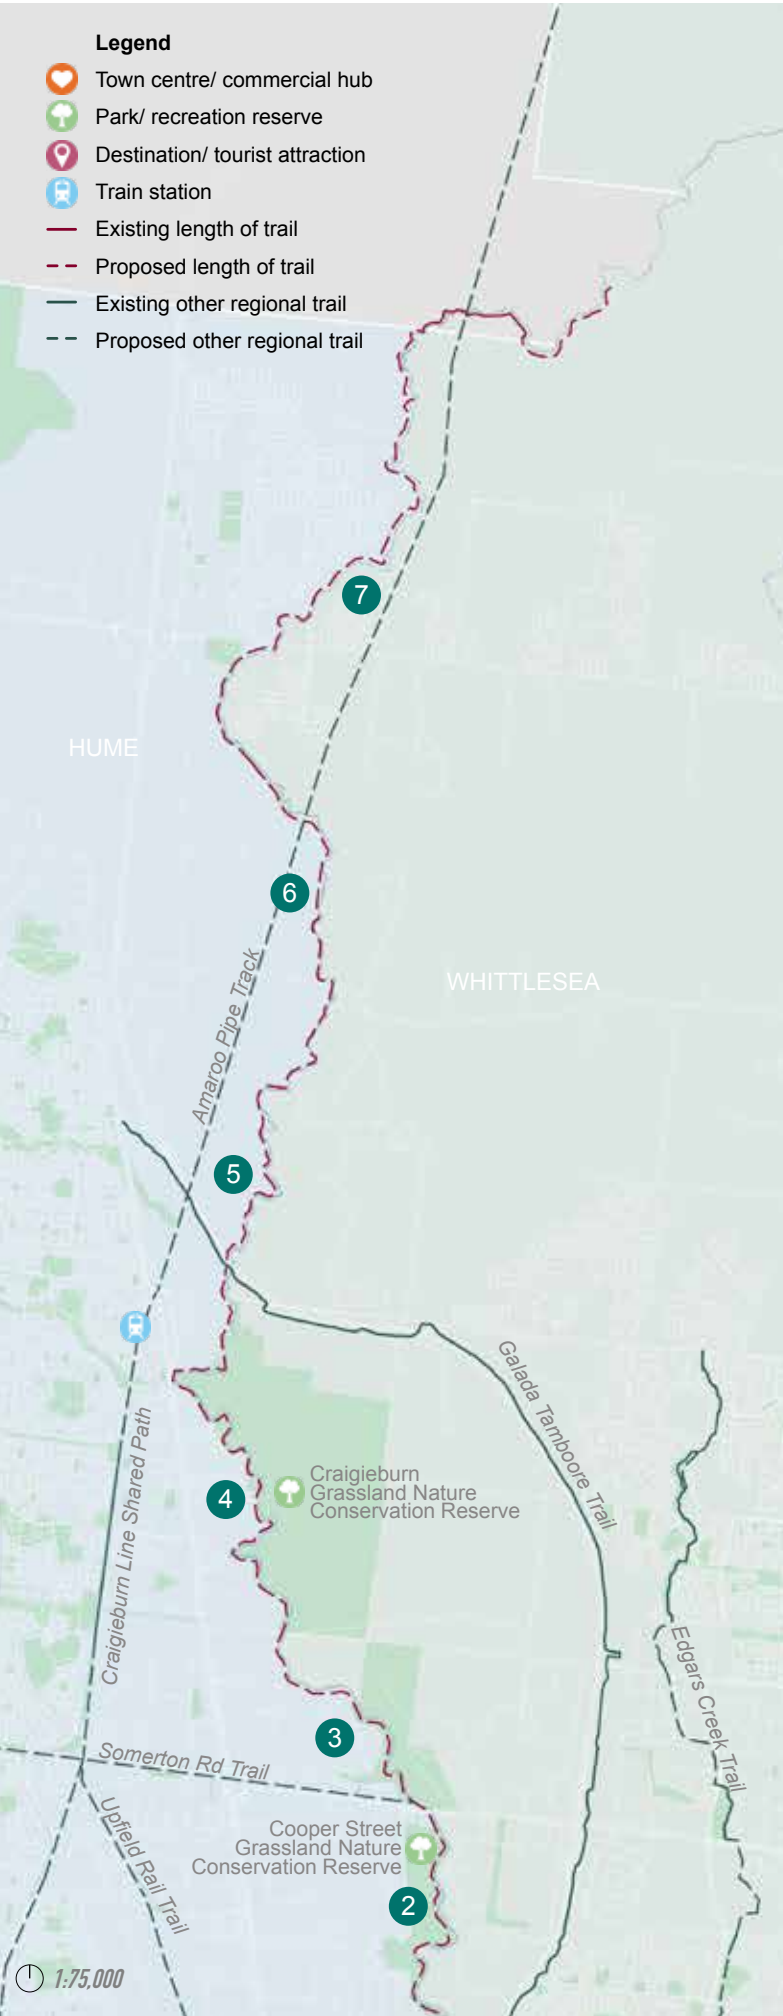 Legend
Town centre/ commercial hub
Park/ recreation reserve
Destination/ tourist attraction
Train station
Existing length of trail
Proposed length of trail
Existing other regional trail
Proposed other regional trail
7
HUME
6
WHITTLESEA
Amaroo Pipe Track
5
Galada Tamboore Trail
Craigieburn Line Shared Path
Craigieburn
Grassland Nature
Conservation Reserve
4
Edgars Creek Trail
3
Somerton Rd Trail
Upfield Rail Trail
Cooper Street
Grassland Nature
Conservation Reserve
2
1:75,000